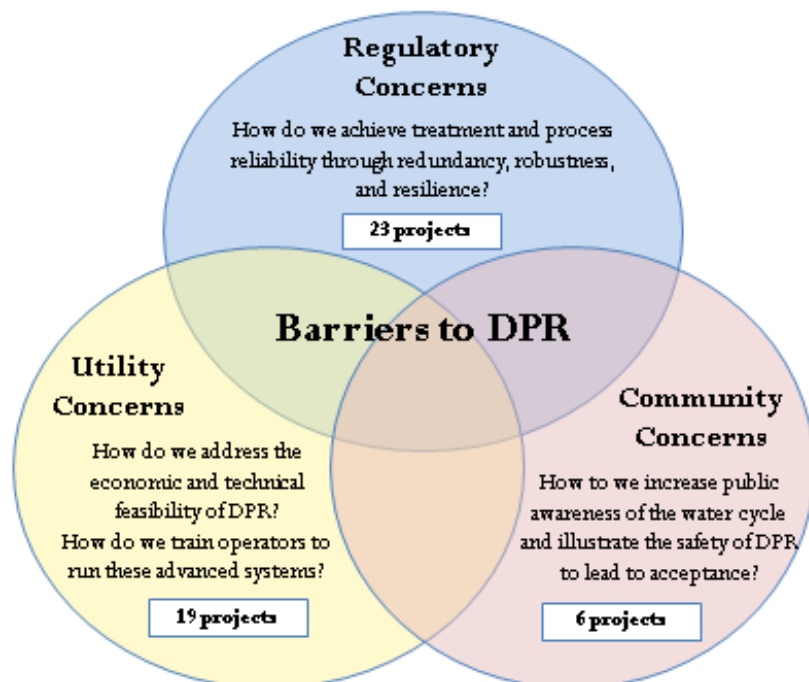 Regulatory
Concerns
How do we achieve treatment and process
reliability through redundancy, robustness,
and resilience?
23 projects
Barriers to DPR
Utility
Concerns
How do we address the
economic and technical
feasibility of DPR?
How do we train operators to
run these advanced systems?
19 projects
Community
Concerns
How to we increase public
awareness of the water cycle
and illustrate the safety of DPR
to lead to acceptance?
6 projects